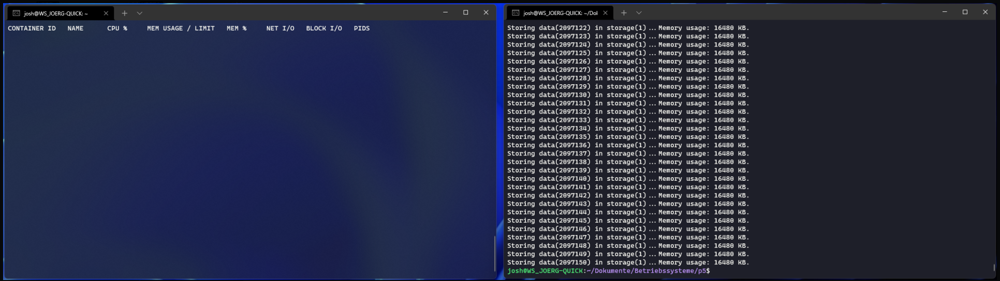 josh@WS_JOERG-QUICK: ~
CONTAINER ID NAME CPU % MEM USAGE / LIMIT MEM % NET I/O BLOCK I/O PIDS
josh@WS_JOERG-QUICK: ~/Dol
Storing data(2097122) in storage(1)...Memory usage: 16480 KB.
Storing data(2097123) in storage(1)...Memory usage: 16480 KB.
Storing data(2097124) in storage(1)...Memory usage: 16480 KB.
Storing data(2097125) in storage(1)...Memory usage: 16480 KB.
Storing data(2097126) in storage(1)...Memory usage: 16480 KB.
Storing data(2097127) in storage(1)...Memory usage: 16480 KB.
Storing data(2097128) in storage(1)...Memory usage: 16480 KB.
Storing data(2097129) in storage(1)...Memory usage: 16480 KB.
Storing data(2097130) in storage(1)...Memory usage: 16480 KB.
Storing data(2097131) in storage(1)...Memory usage: 16480 KB.
Storing data(2097132) in storage(1)...Memory usage: 16480 KB.
Storing data(2097133) in storage(1)...Memory usage: 16480 KB.
Storing data(2097134) in storage(1)...Memory usage: 16480 KB.
Storing data(2097135) in storage(1)...Memory usage: 16480 KB.
Storing data(2097136) in storage(1)...Memory usage: 16480 KB.
Storing data(2097137) in storage(1)...Memory usage: 16480 KB.
Storing data(2097138) in storage(1)...Memory usage: 16480 KB.
Storing data(2097139) in storage(1)...Memory usage: 16480 KB.
Storing data(2097140) in storage(1)...Memory usage: 16480 KB.
Storing data(2097141) in storage(1)...Memory usage: 16480 KB.
Storing data(2097142) in storage(1)...Memory usage: 16480 KB.
Storing data(2097143) in storage(1)...Memory usage: 16480 KB.
Storing data(2097144) in storage(1)...Memory usage: 16480 KB.
Storing data(2097145) in storage(1)...Memory usage: 16480 KB.
Storing data(2097146) in storage(1)...Memory usage: 16480 KB.
Storing data(2097147) in storage(1)...Memory usage: 16480 KB.
Storing data(2097148) in storage(1)...Memory usage: 16480 KB.
Storing data(2097149) in storage(1)...Memory usage: 16480 KB.
Storing data(2097150) in storage(1)...Memory usage: 16480 KB.
josh@WS_JOERG-QUICK:~/Dokumente/Betriebssysteme/p5$